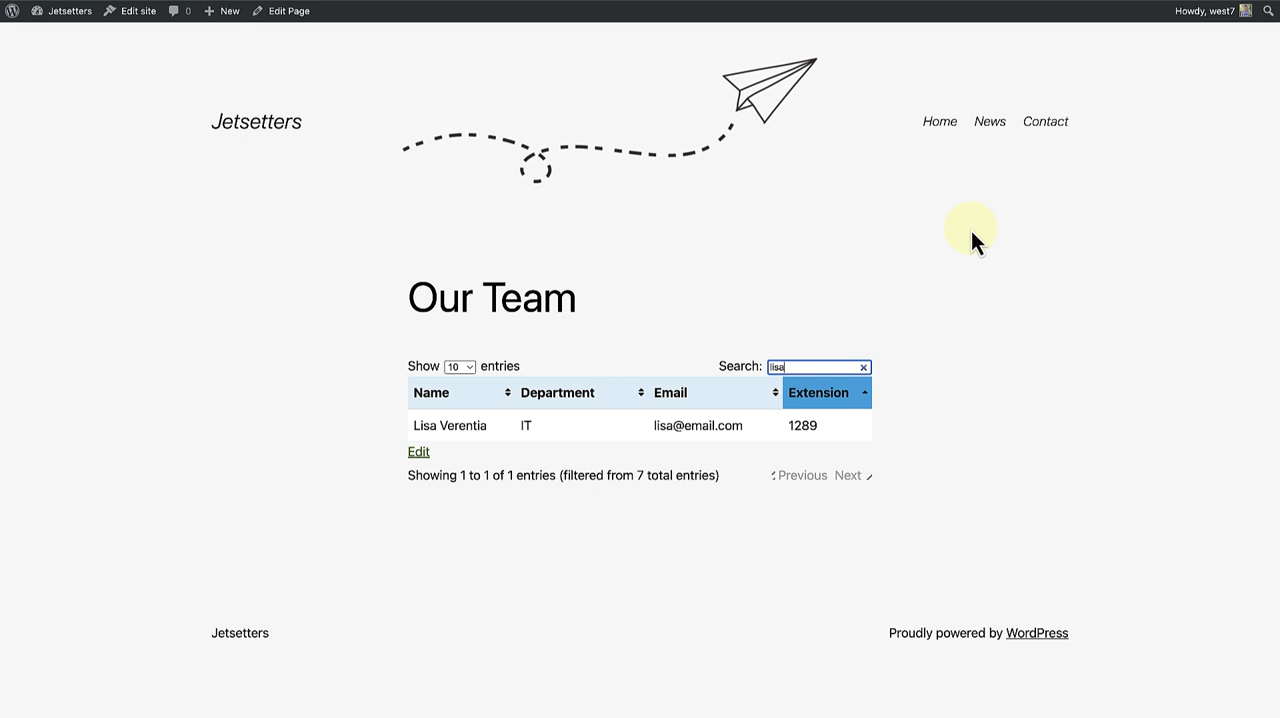 Jetsetters Edit site 0 New Edit Page Howdy, west7
Jetsetters Home News Contact
Our Team
Show 10 entries Search: lisa
Name Department Email Extension
Lisa Verentia IT lisa@email.com 1289
Edit
Showing 1 to 1 of 1 entries (filtered from 7 total entries) Previous Next
Jetsetters Proudly powered by WordPress